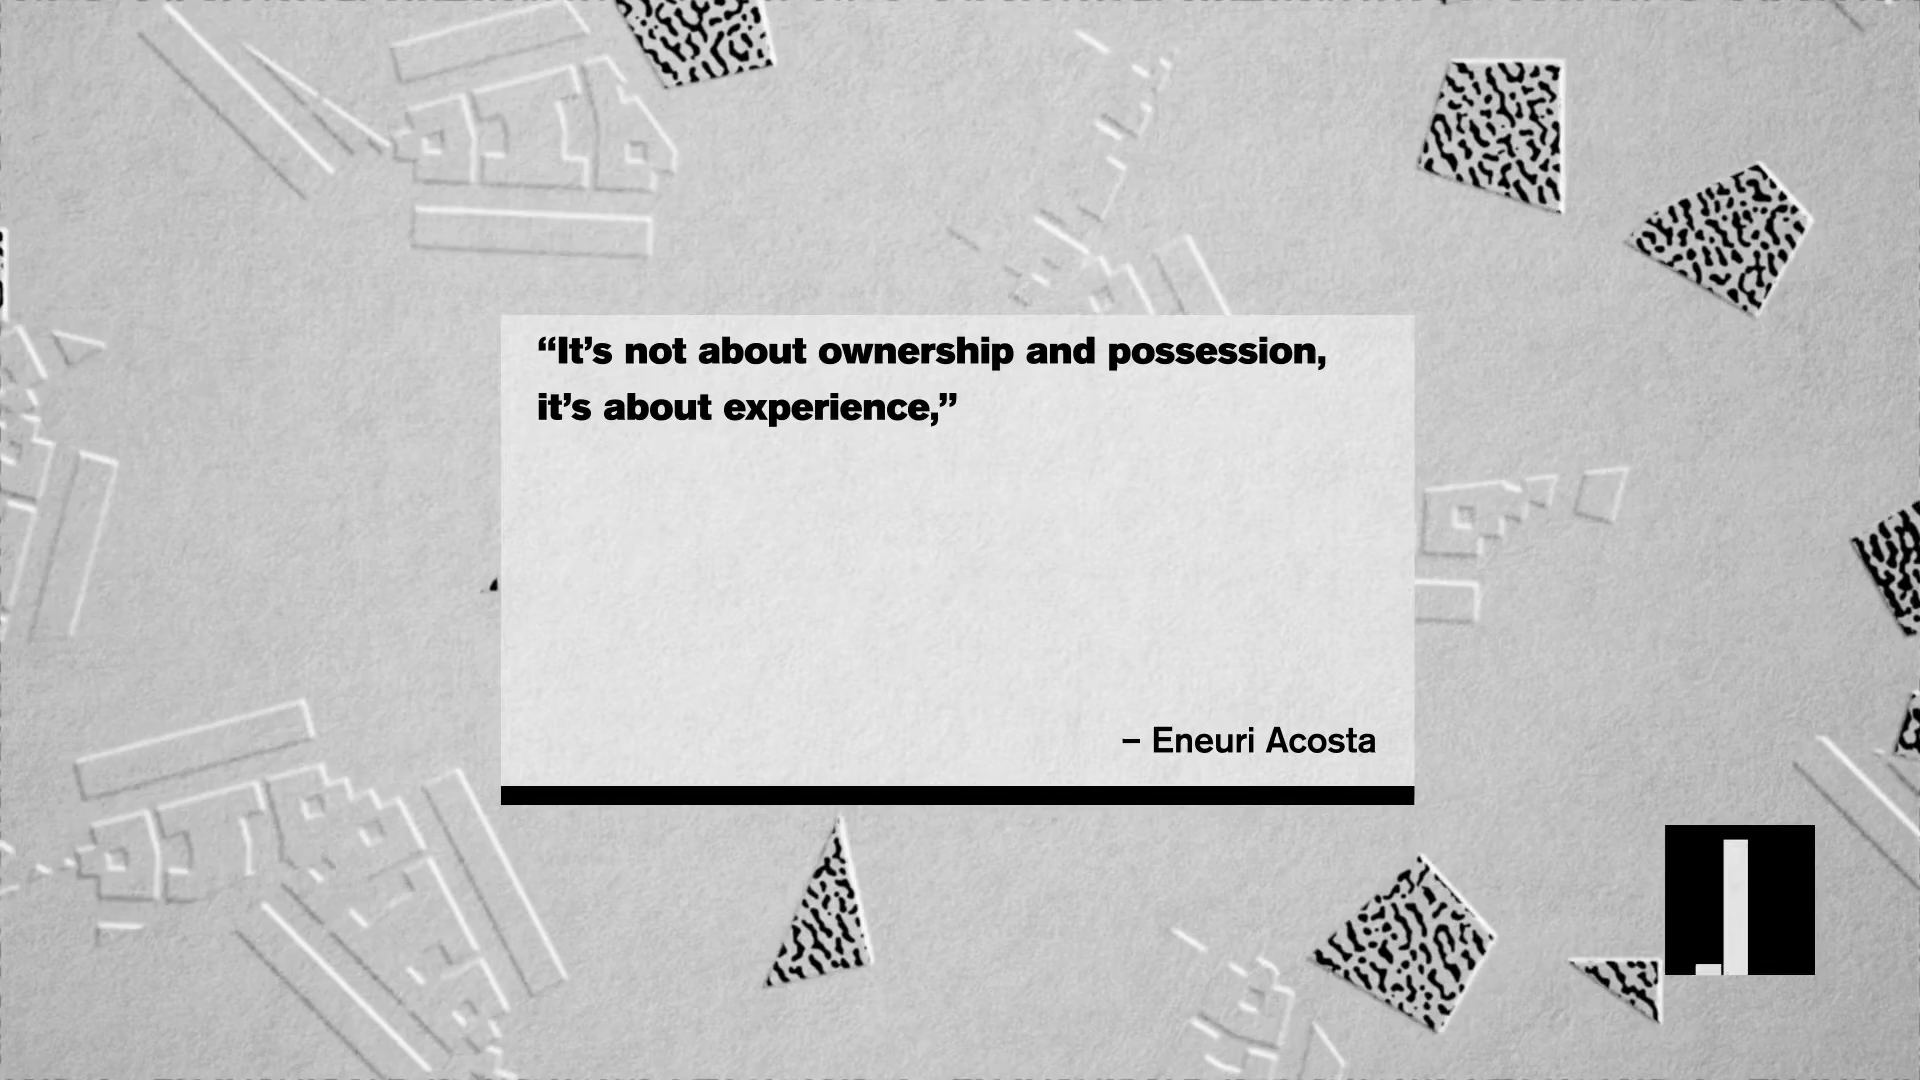 “It’s not about ownership and possession,
it’s about experience,”
– Eneuri Acosta